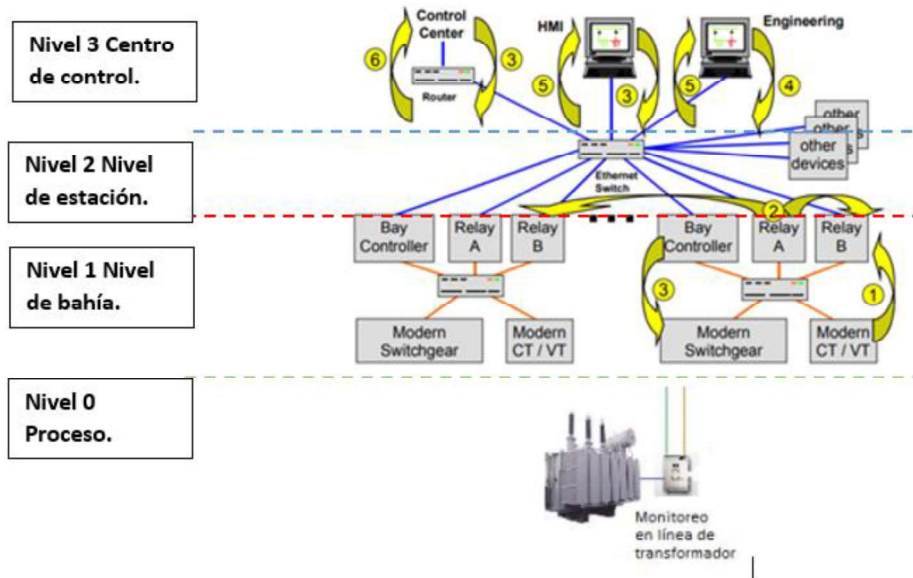 Nivel 3 Centro
de control.
Control
Center
HMI
Engineering
6
3
5
3
5
4
Router
other
devices
other
other
devices
Nivel 2 Nivel
de estación.
Ethernet
Switch
2
Bay
Controller
Relay
A
Relay
B
Bay
Controller
Relay
A
Relay
B
Nivel 1 Nivel
de bahía.
3
1
Modern
Switchgear
Modern
CT / VT
Modern
Switchgear
Modern
CT / VT
Nivel 0
Proceso.
Monitoreo
en línea de
transformador